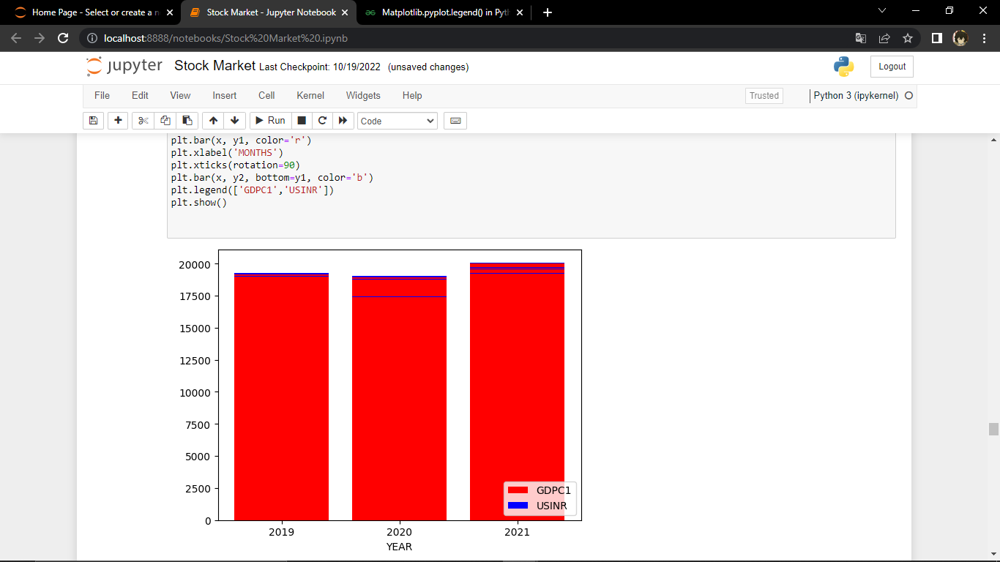 Home Page - Select or create a n
Stock Market - Jupyter Notebook
Matplotlib.pyplot.legend() in Pyth
localhost:8888/notebooks/Stock%20Market%20.ipynb
jupyter Stock Market Last Checkpoint: 10/19/2022 (unsaved changes)
Logout
File Edit View Insert Cell Kernel Widgets Help
Trusted
Python 3 (ipykernel)
Run
Code
plt.bar(x, y1, color='r')
plt.xlabel('MONTHS')
plt.xticks(rotation=90)
plt.bar(x, y2, bottom=y1, color='b')
plt.legend(['GDPC1','USINR'])
plt.show()
20000
17500
15000
12500
10000
7500
5000
2500
0
GDPC1
USINR
2019 2020 2021
YEAR